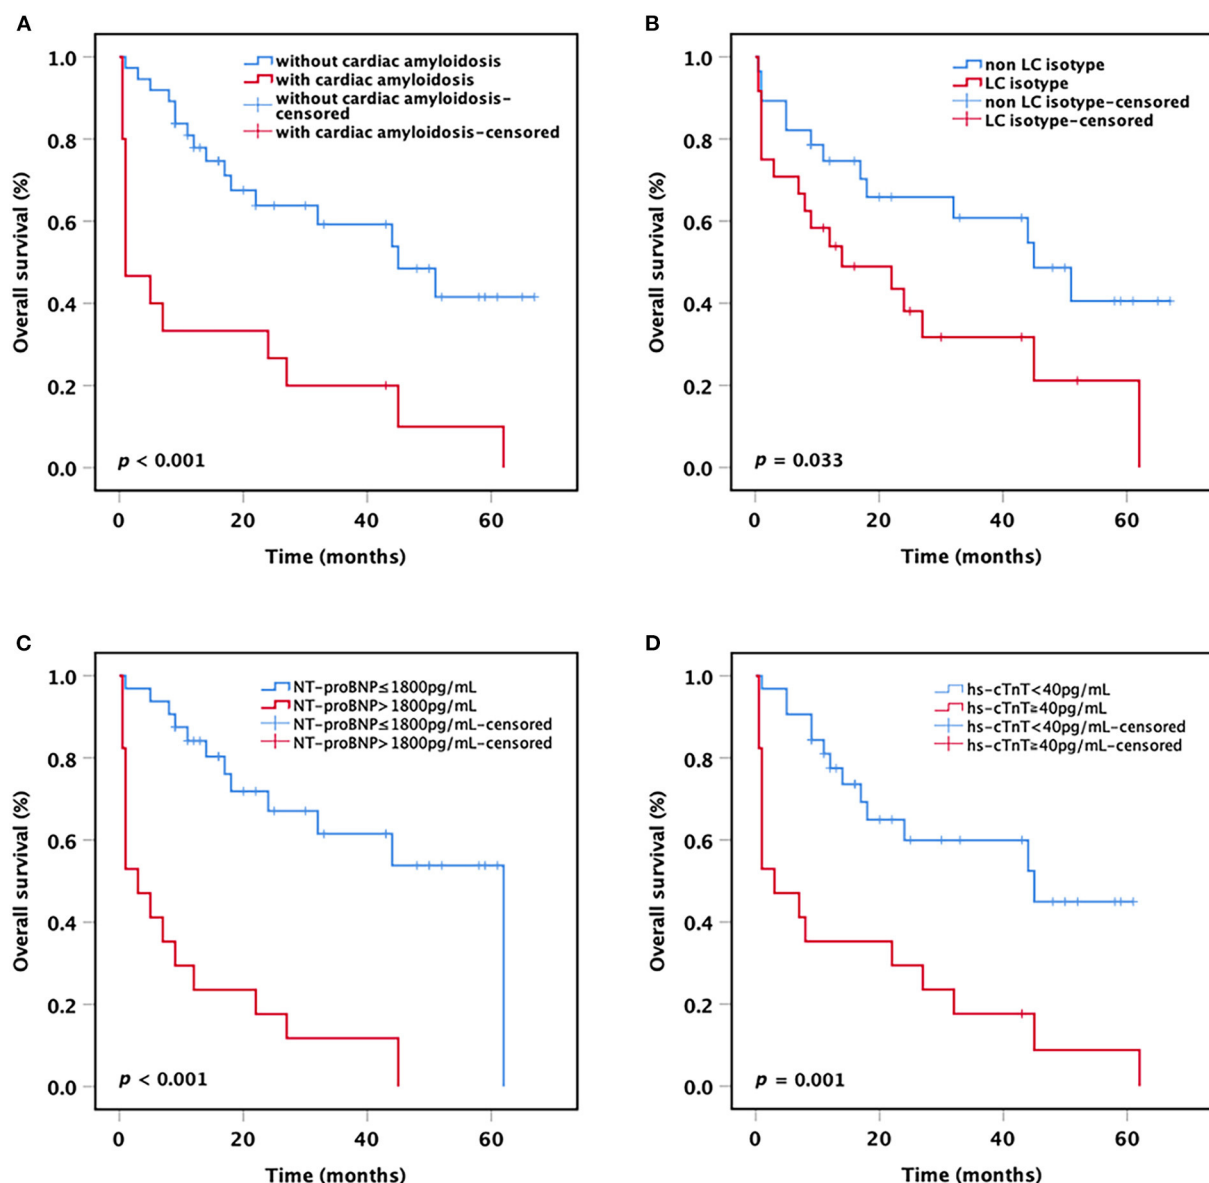 A
Overall survival (%)
1.0
0.8
0.6
0.4
0.2
0.0
without cardiac amyloidosis
with cardiac amyloidosis
without cardiac amyloidosis-
censored
with cardiac amyloidosis-censored
p < 0.001
0 20 40 60
Time (months)
B
Overall survival (%)
1.0
0.8
0.6
0.4
0.2
0.0
non LC isotype
LC isotype
non LC isotype-censored
LC isotype-censored
p = 0.033
0 20 40 60
Time (months)
C
Overall survival (%)
1.0
0.8
0.6
0.4
0.2
0.0
NT-proBNP≤1800pg/mL
NT-proBNP>1800pg/mL
NT-proBNP≤1800pg/mL-censored
NT-proBNP>1800pg/mL-censored
p < 0.001
0 20 40 60
Time (months)
D
Overall survival (%)
1.0
0.8
0.6
0.4
0.2
0.0
hs-cTnT<40pg/mL
hs-cTnT≥40pg/mL
hs-cTnT<40pg/mL-censored
hs-cTnT≥40pg/mL-censored
p = 0.001
0 20 40 60
Time (months)